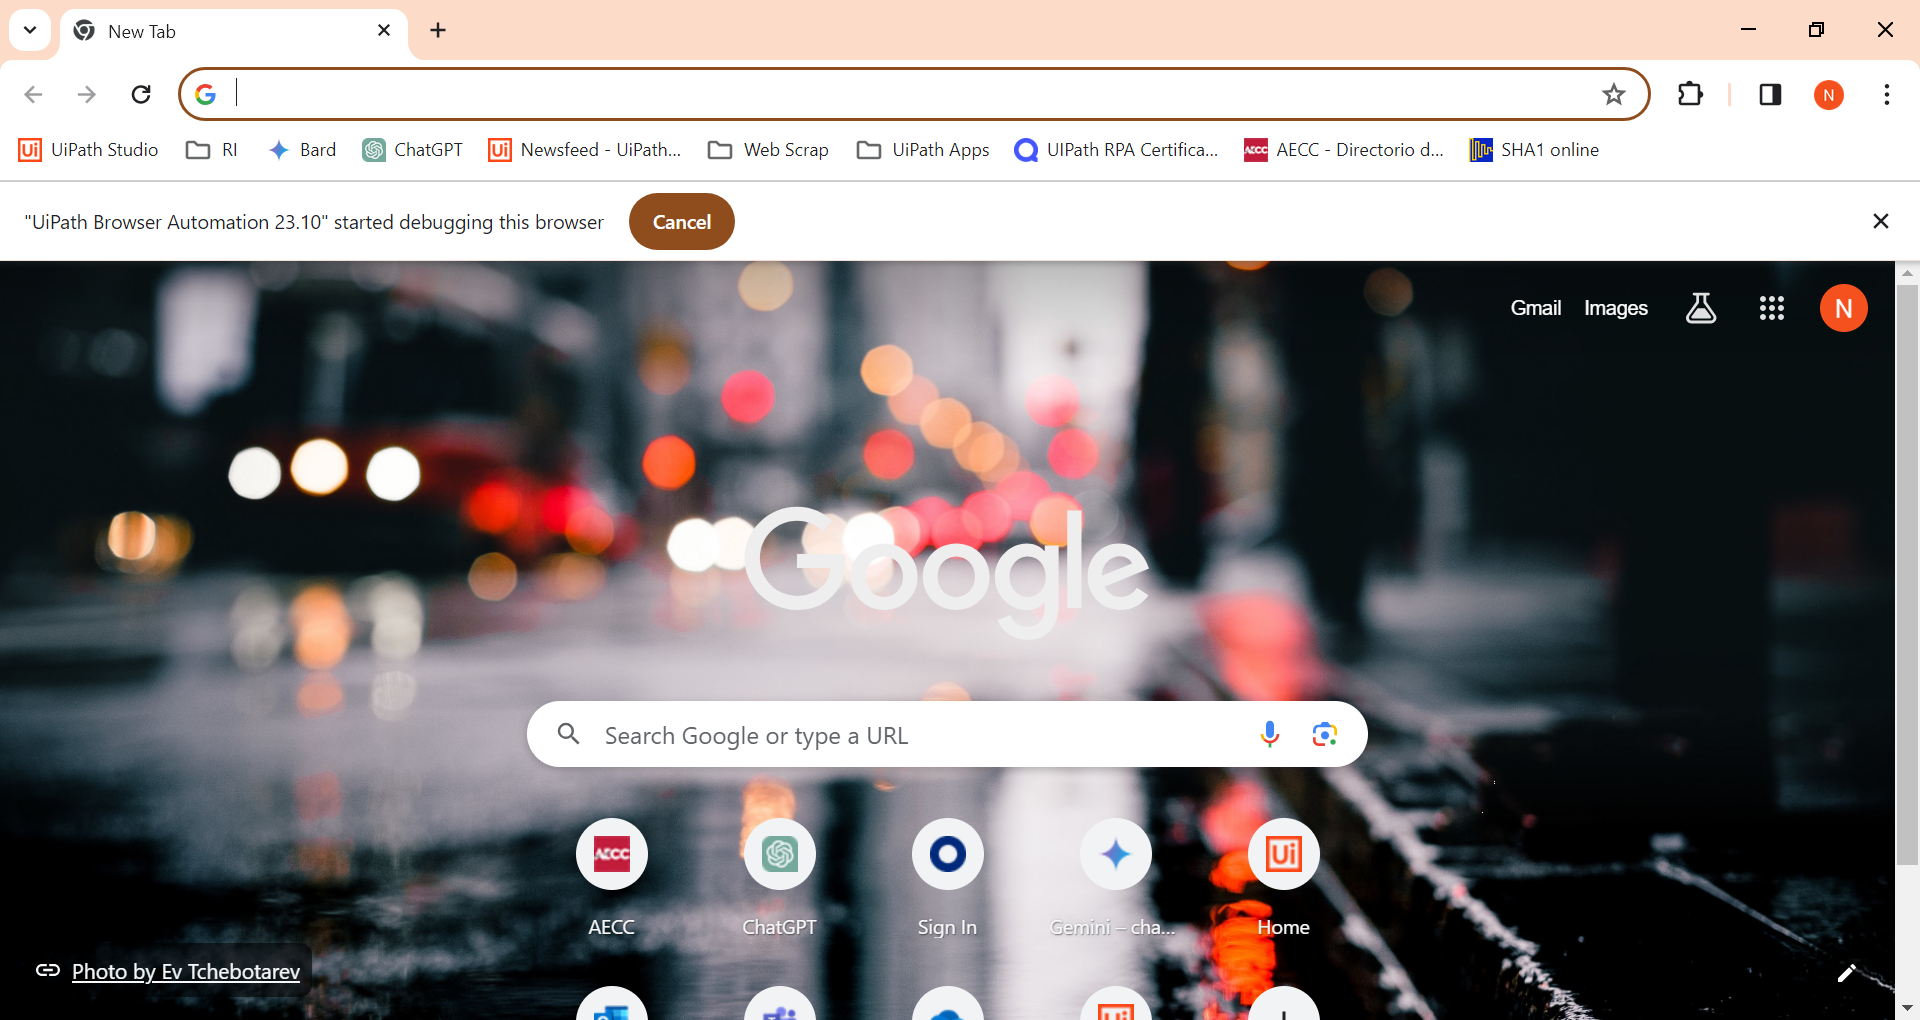 New Tab
UiPath Studio RI Bard ChatGPT Newsfeed - UiPath... Web Scrap UiPath Apps UIPath RPA Certifica... AECC - Directorio d... SHA1 online
"UiPath Browser Automation 23.10" started debugging this browser Cancel
Gmail Images N
Google
Search Google or type a URL
AECC ChatGPT Sign In Gemini – cha... Home
Photo by Ev Tchebotarev